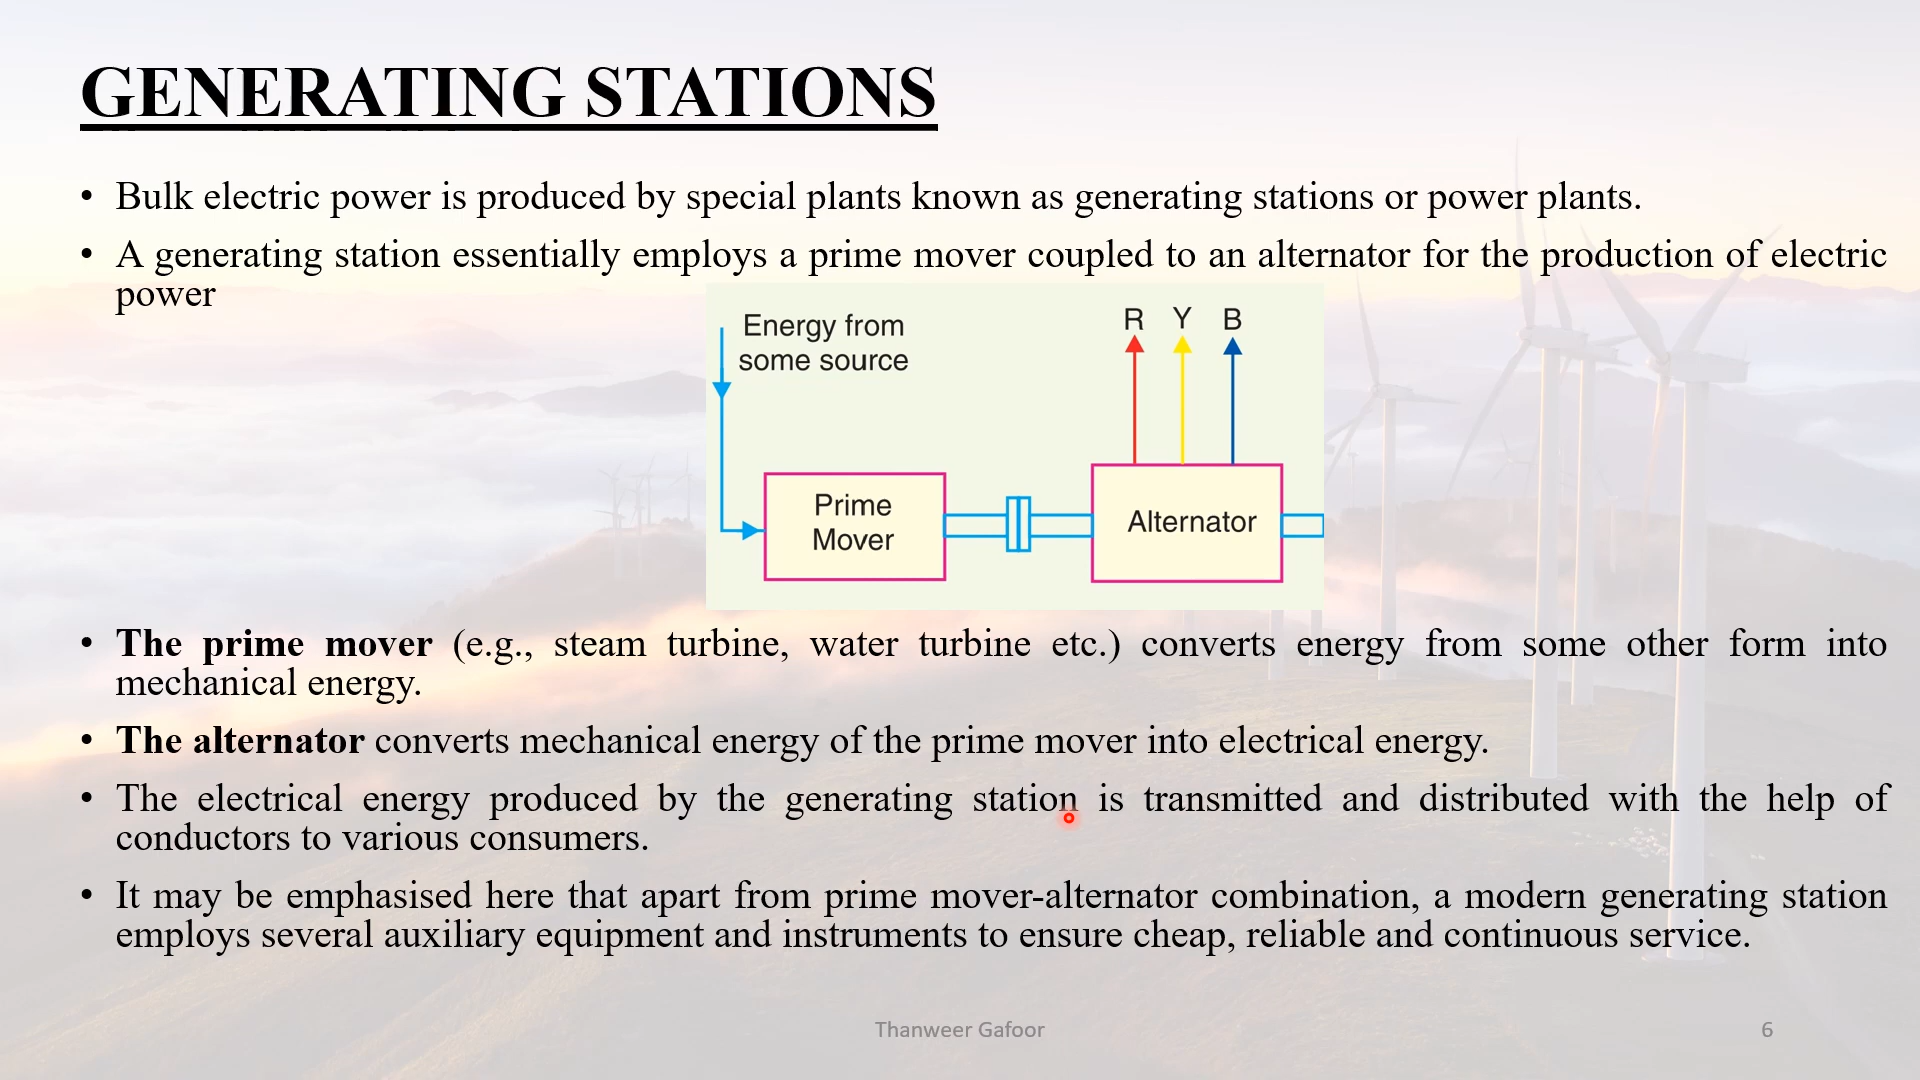 GENERATING STATIONS
• Bulk electric power is produced by special plants known as generating stations or power plants.
• A generating station essentially employs a prime mover coupled to an alternator for the production of electric
power
Energy from
some source
R Y B
Prime
Mover
Alternator
• The prime mover (e.g., steam turbine, water turbine etc.) converts energy from some other form into
mechanical energy.
• The alternator converts mechanical energy of the prime mover into electrical energy.
• The electrical energy produced by the generating station is transmitted and distributed with the help of
conductors to various consumers.
• It may be emphasised here that apart from prime mover-alternator combination, a modern generating station
employs several auxiliary equipment and instruments to ensure cheap, reliable and continuous service.
Thanweer Gafoor
6